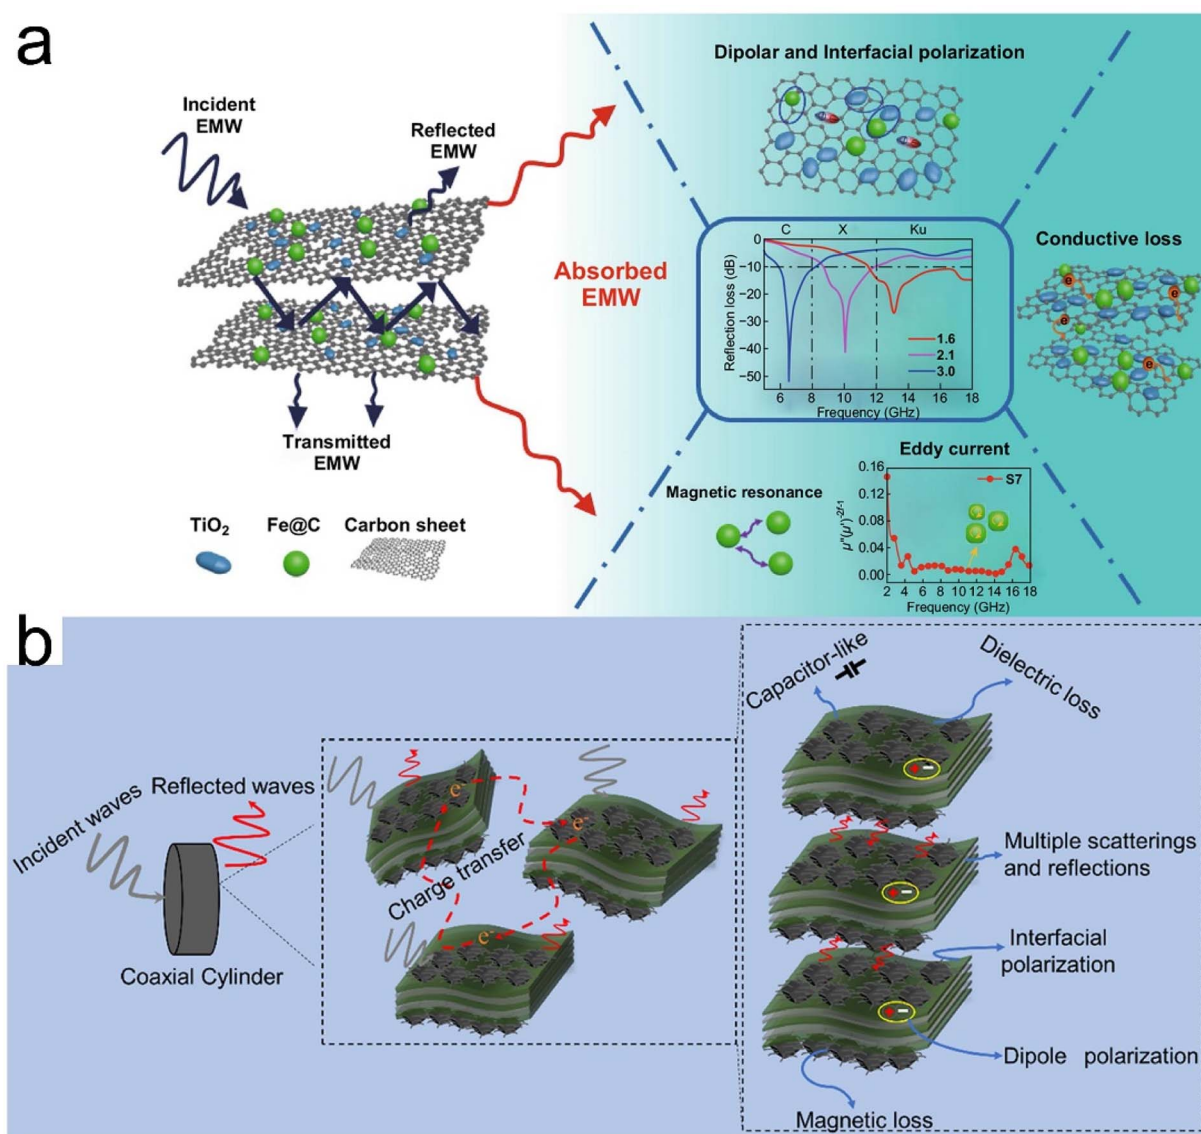 a
Incident
EMW
Reflected
EMW
Absorbed
EMW
Transmitted
EMW
TiO2
Fe@C
Carbon sheet
Dipolar and Interfacial polarization
Conductive loss
e
e
e
e
C X Ku
Reflection loss (dB)
0
−10
−20
−30
−40
−50
1.6
2.1
3.0
6 8 10 12 14 16 18
Frequency (GHz)
Magnetic resonance
Eddy current
μ''(μ')-2f-1
0.16
0.12
0.08
0.04
0.00
S7
2 4 6 8 10 12 14 16 18
Frequency (GHz)
b
Incident waves
Reflected waves
Coaxial Cylinder
Charge transfer
e-
e-
e-
Capacitor-like
Dielectric loss
Multiple scatterings
and reflections
Interfacial
polarization
Dipole polarization
Magnetic loss